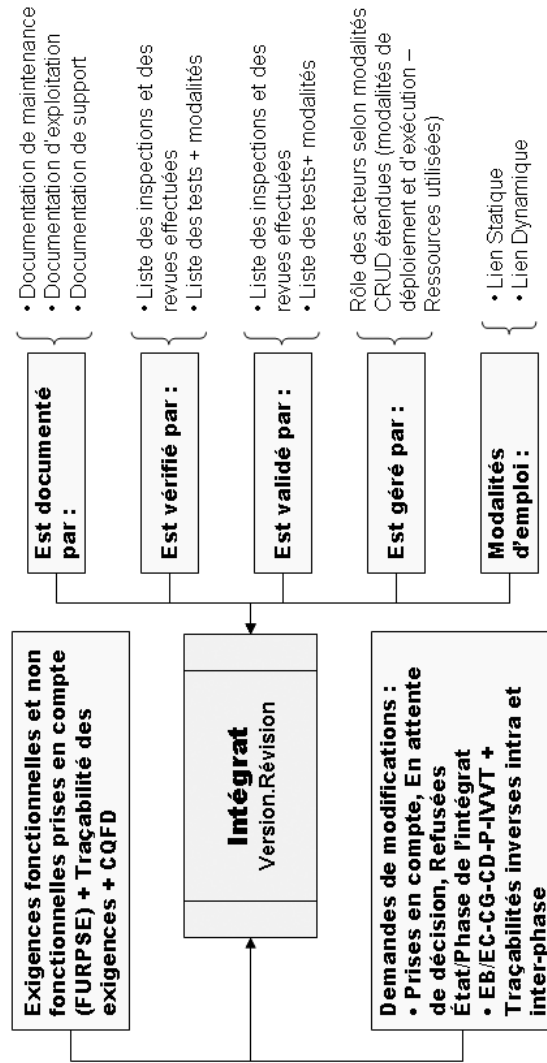 Exigences fonctionnelles et non
fonctionnelles prises en compte
(FURPSE) + Traçabilité des
exigences + CQFD
Intégrat
Version.Révision
Demandes de modifications :
• Prises en compte, En attente
de décision, Refusées
État/Phase de l'intégrat
• EB/EC-CG-CD-P-IVVT +
Traçabilités inverses intra et
inter-phase
Est documenté
par :
• Documentation de maintenance
• Documentation d'exploitation
• Documentation de support
Est vérifié par :
• Liste des inspections et des
revues effectuées
• Liste des tests + modalités
Est validé par :
• Liste des inspections et des
revues effectuées
• Liste des tests+ modalités
Est géré par :
Rôle des acteurs selon modalités
CRUD étendues (modalités de
déploiement et d'exécution –
Ressources utilisées)
Modalités
d'emploi :
• Lien Statique
• Lien Dynamique